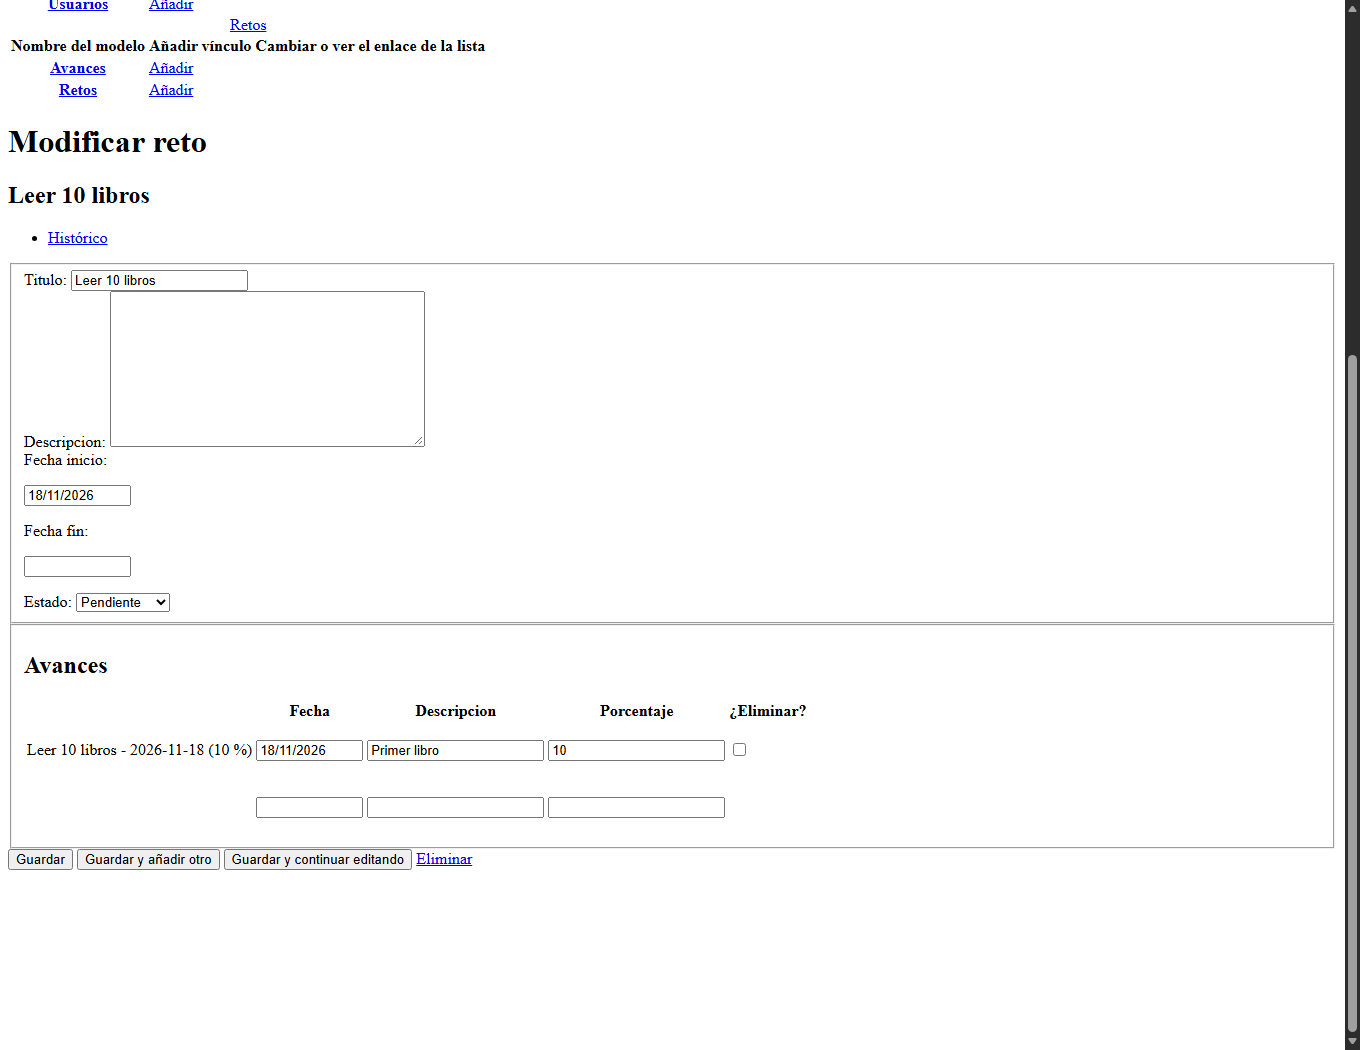 Usuarios Añadir
Retos
Nombre del modelo Añadir vínculo Cambiar o ver el enlace de la lista
Avances Añadir
Retos Añadir
Modificar reto
Leer 10 libros
Histórico
Titulo: Leer 10 libros
Descripcion:
Fecha inicio:
18/11/2026
Fecha fin:
Estado: Pendiente
Avances
Fecha Descripcion Porcentaje ¿Eliminar?
Leer 10 libros - 2026-11-18 (10 %) 18/11/2026 Primer libro 10
Guardar Guardar y añadir otro Guardar y continuar editando Eliminar